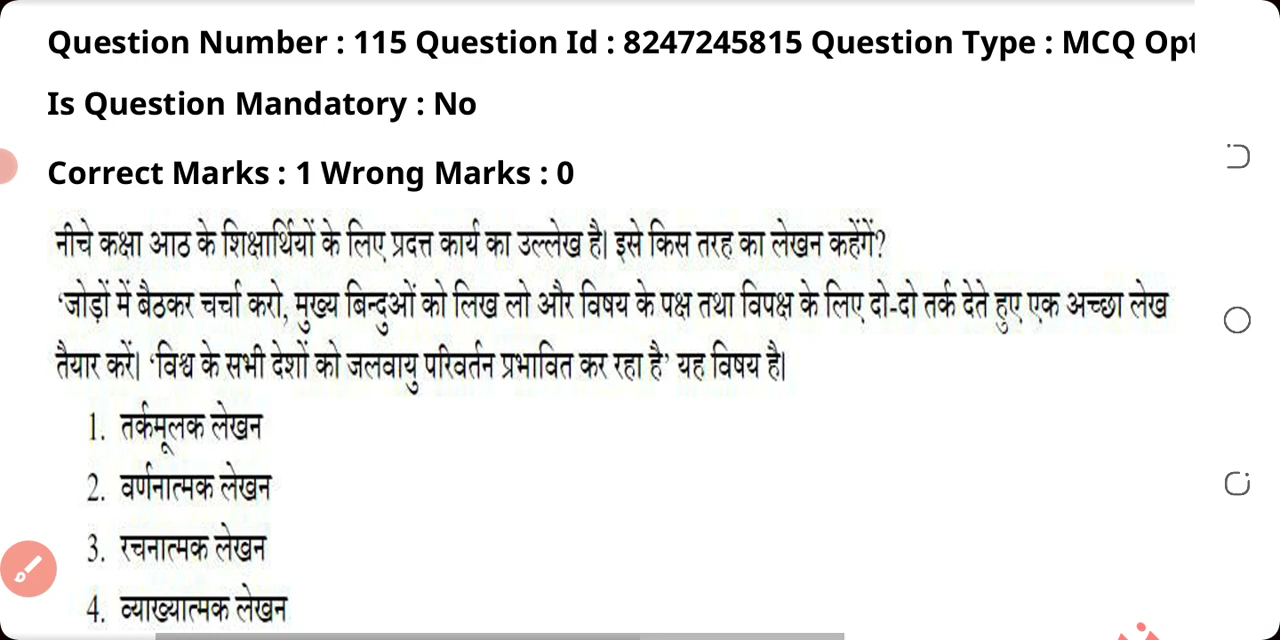 Question Number : 115 Question Id : 8247245815 Question Type : MCQ Opt
Is Question Mandatory : No
Correct Marks : 1 Wrong Marks : 0
नीचे कक्षा आठ के शिक्षार्थियों के लिए प्रदत्त कार्य का उल्लेख है। इसे किस तरह का लेखन कहेंगें?
‘जोड़ों में बैठकर चर्चा करो, मुख्य बिन्दुओं को लिख लो और विषय के पक्ष तथा विपक्ष के लिए दो-दो तर्क देते हुए एक अच्छा लेख
तैयार करें। ‘विश्व के सभी देशों को जलवायु परिवर्तन प्रभावित कर रहा है’ यह विषय है।
1. तर्कमूलक लेखन
2. वर्णनात्मक लेखन
3. रचनात्मक लेखन
4. व्याख्यात्मक लेखन